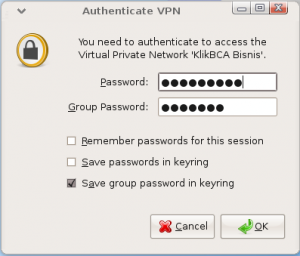 Authenticate VPN
You need to authenticate to access the
Virtual Private Network 'KlikBCA Bisnis'.
Password: ●●●●●●●●●
Group Password: ●●●●●●●
Remember passwords for this session
Save passwords in keyring
Save group password in keyring
Cancel OK